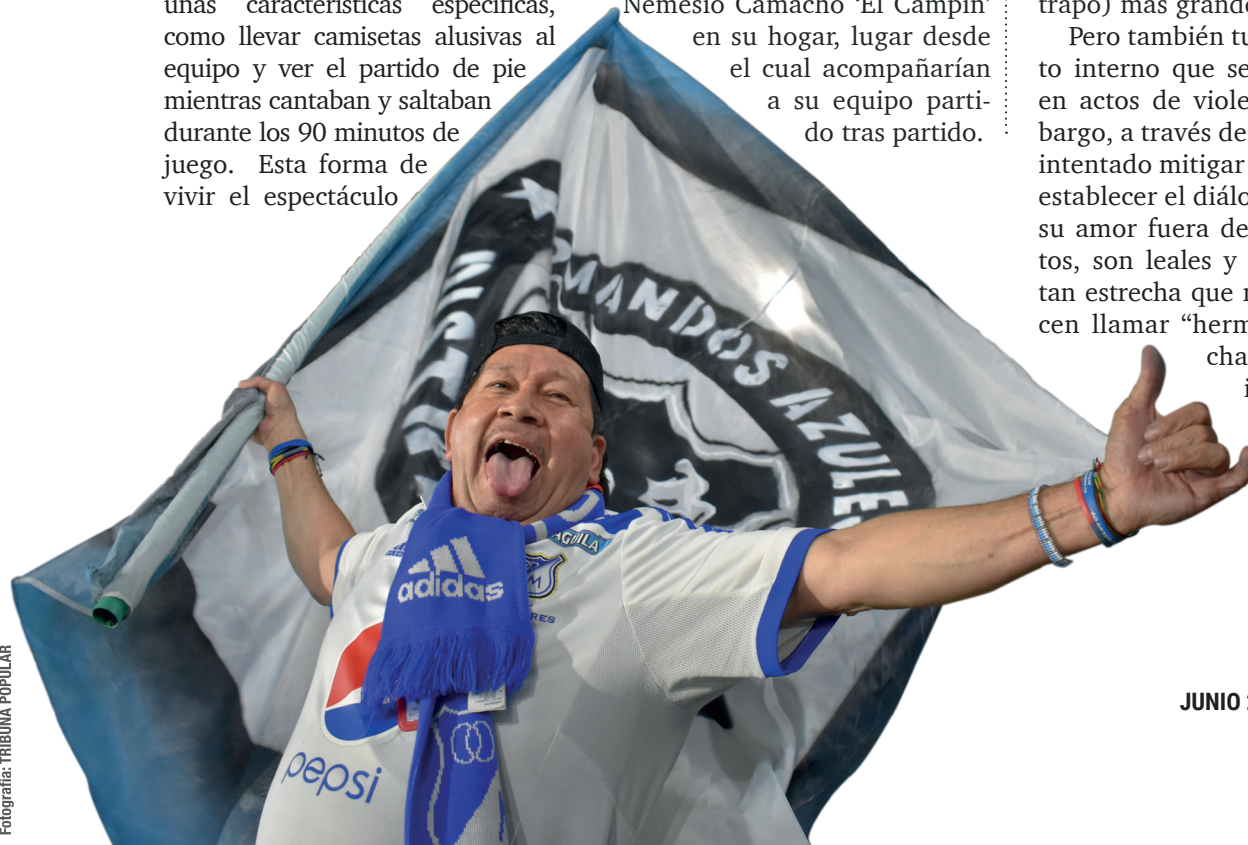 unas características específicas,
como llevar camisetas alusivas al
equipo y ver el partido de pie
mientras cantaban y saltaban
durante los 90 minutos de
juego. Esta forma de
vivir el espectáculo
Nemesio Camacho ‘El Campín’
en su hogar, lugar desde
el cual acompañarían
a su equipo parti-
do tras partido.
trapo) más grande
Pero también tu
to interno que se
en actos de viole
bargo, a través de
intentado mitigar
establecer el diálo
su amor fuera de
tos, son leales y
tan estrecha que
cen llamar “herm
cha
MANDOS AZULES
adidas
AGUILA
M
RES
pepsi
JUNIO
Fotografía: TRIBUNA POPULAR